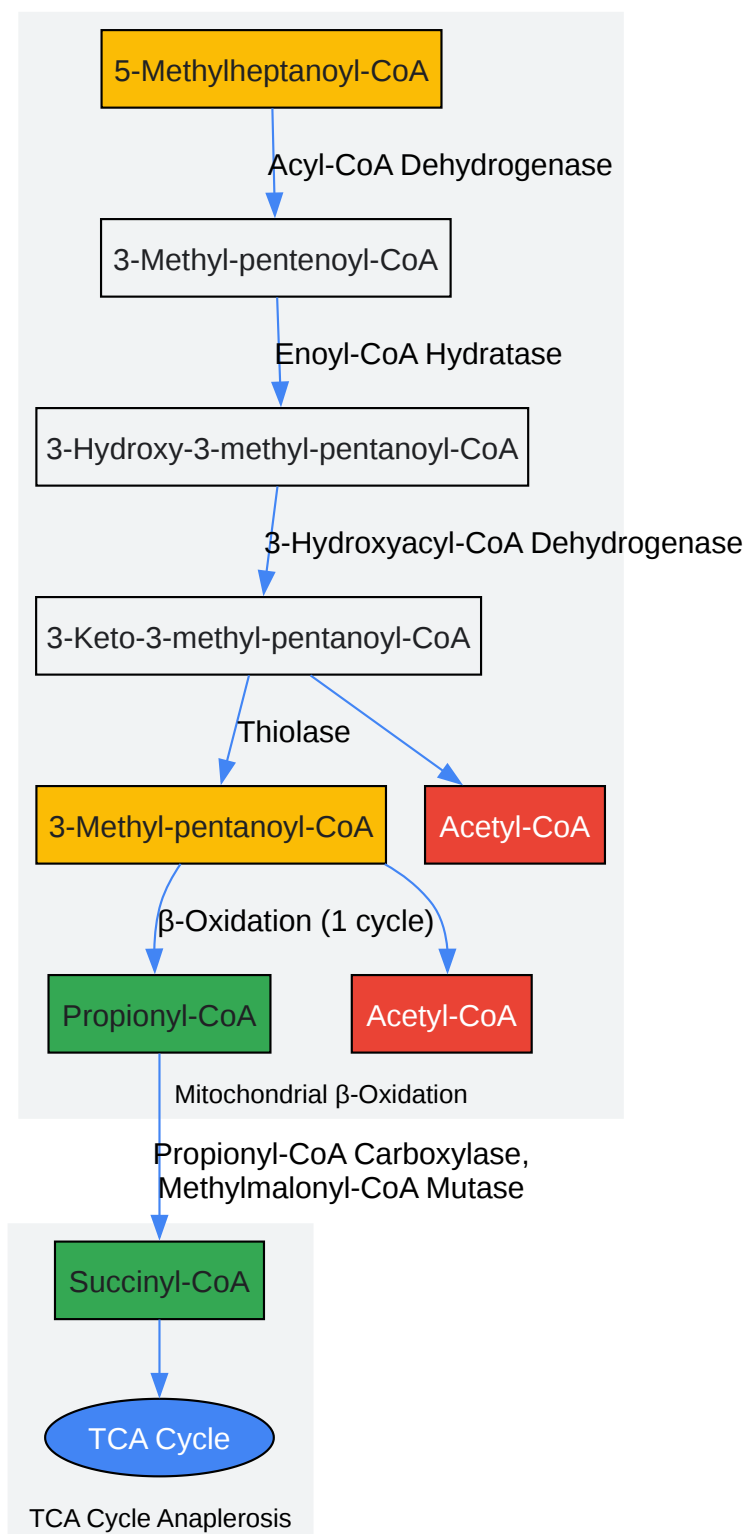 5-Methylheptanoyl-CoA
Acyl-CoA Dehydrogenase
3-Methyl-pentenoyl-CoA
Enoyl-CoA Hydratase
3-Hydroxy-3-methyl-pentanoyl-CoA
3-Hydroxyacyl-CoA Dehydrogenase
3-Keto-3-methyl-pentanoyl-CoA
Thiolase
3-Methyl-pentanoyl-CoA
Acetyl-CoA
β-Oxidation (1 cycle)
Propionyl-CoA
Acetyl-CoA
Mitochondrial β-Oxidation
Propionyl-CoA Carboxylase,
Methylmalonyl-CoA Mutase
Succinyl-CoA
TCA Cycle
TCA Cycle Anaplerosis